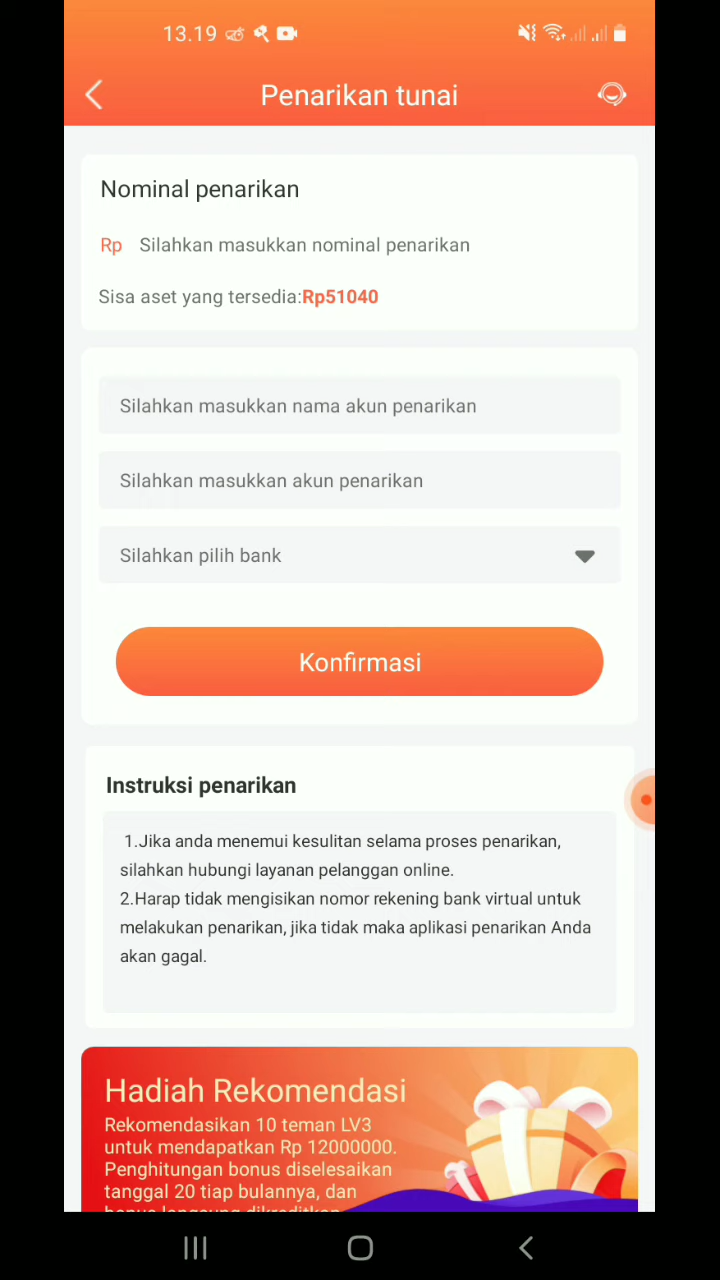 13.19
Penarikan tunai
Nominal penarikan
Rp Silahkan masukkan nominal penarikan
Sisa aset yang tersedia:Rp51040
Silahkan masukkan nama akun penarikan
Silahkan masukkan akun penarikan
Silahkan pilih bank
Konfirmasi
Instruksi penarikan
1.Jika anda menemui kesulitan selama proses penarikan,
silahkan hubungi layanan pelanggan online.
2.Harap tidak mengisikan nomor rekening bank virtual untuk
melakukan penarikan, jika tidak maka aplikasi penarikan Anda
akan gagal.
Hadiah Rekomendasi
Rekomendasikan 10 teman LV3
untuk mendapatkan Rp 12000000.
Penghitungan bonus diselesaikan
tanggal 20 tiap bulannya, dan